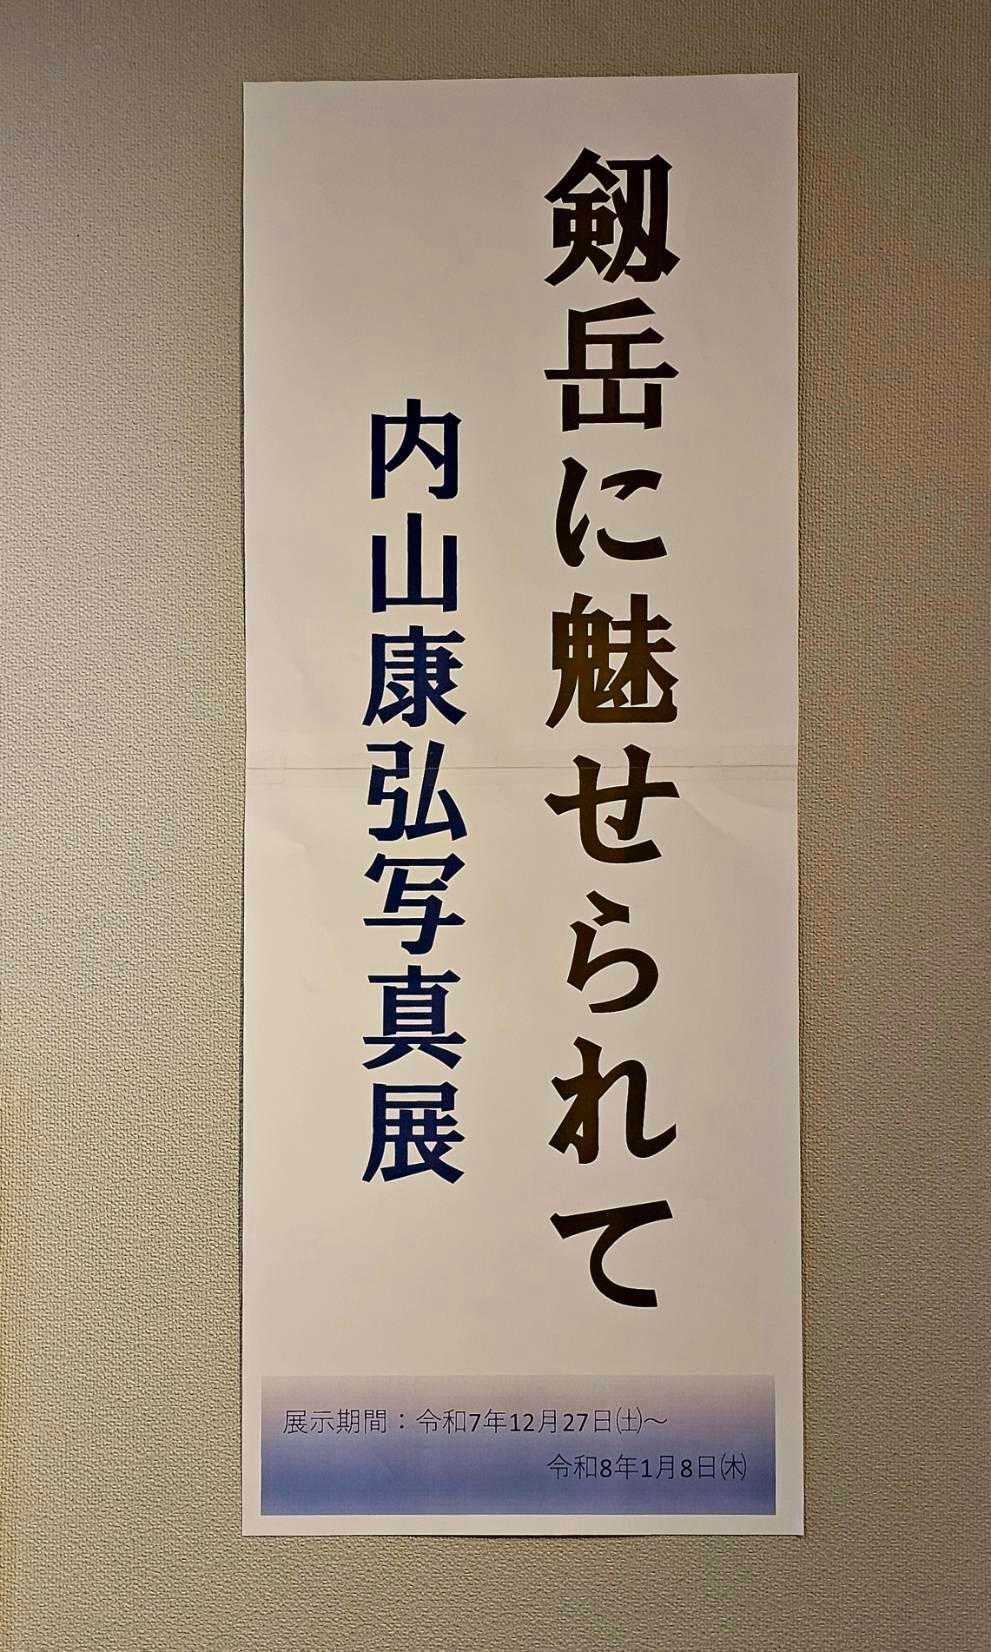 剱岳に魅せられて
内山康弘写真展
展示期間：令和7年12月27日㈯～
令和8年1月8日㈭